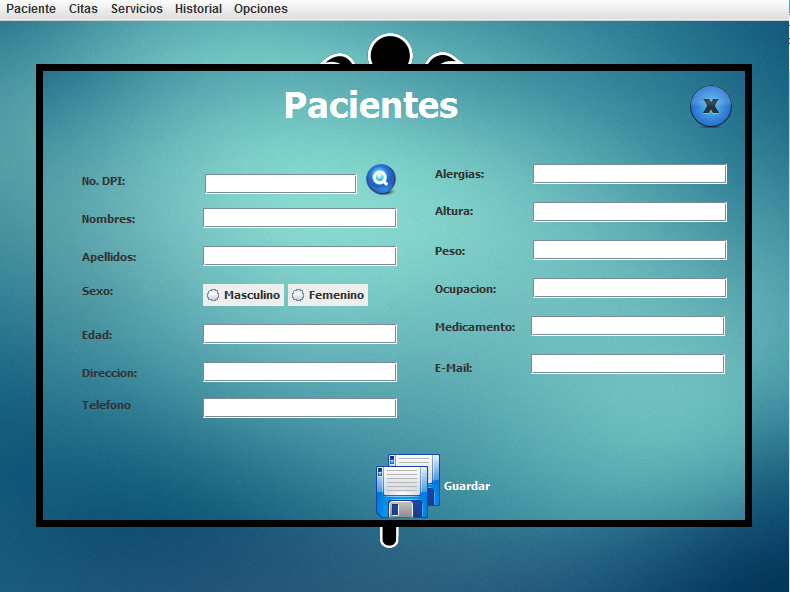 Paciente Citas Servicios Historial Opciones
Pacientes
X
No. DPI:
Nombres:
Apellidos:
Sexo:
Masculino Femenino
Edad:
Direccion:
Telefono
Alergias:
Altura:
Peso:
Ocupacion:
Medicamento:
E-Mail:
Guardar